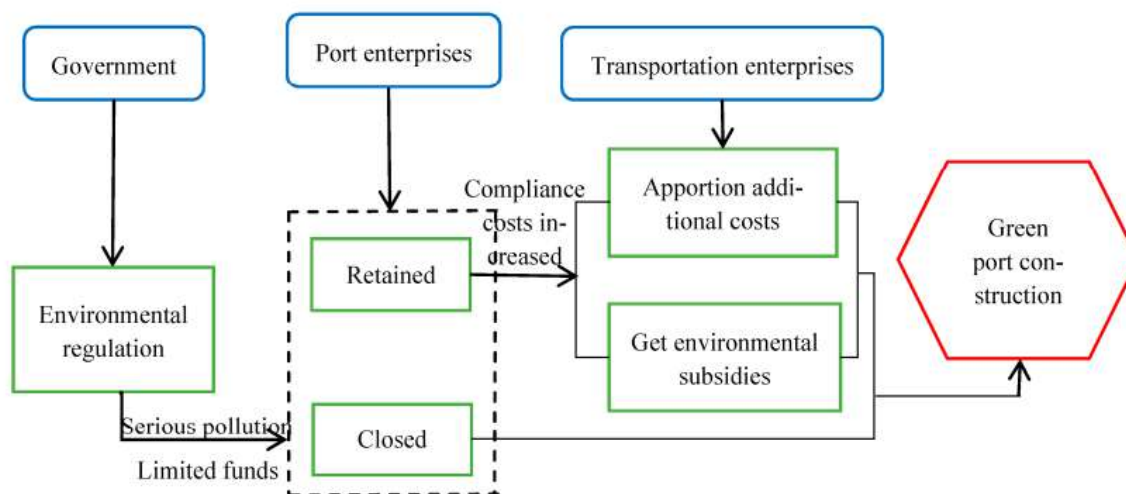 Government
Port enterprises
Transportation enterprises
Compliance
costs in-
creased
Apportion addi-
tional costs
Green
port con-
struction
Retained
Environmental
regulation
Get environmental
subsidies
Serious pollution
Closed
Limited funds